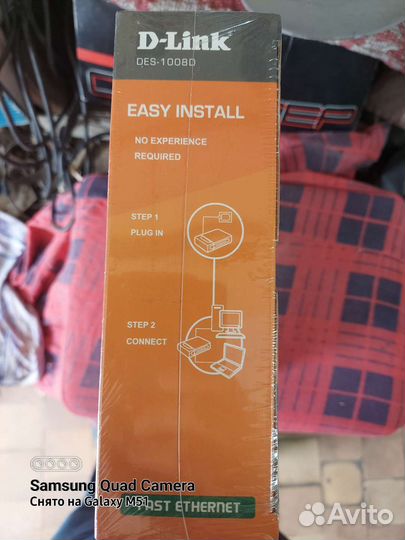 D-Link
DES-1008D
EASY INSTALL
NO EXPERIENCE
REQUIRED
STEP 1
PLUG IN
STEP 2
CONNECT
Samsung Quad Camera
Снято на Galaxy M51
ETHERNET
Avito